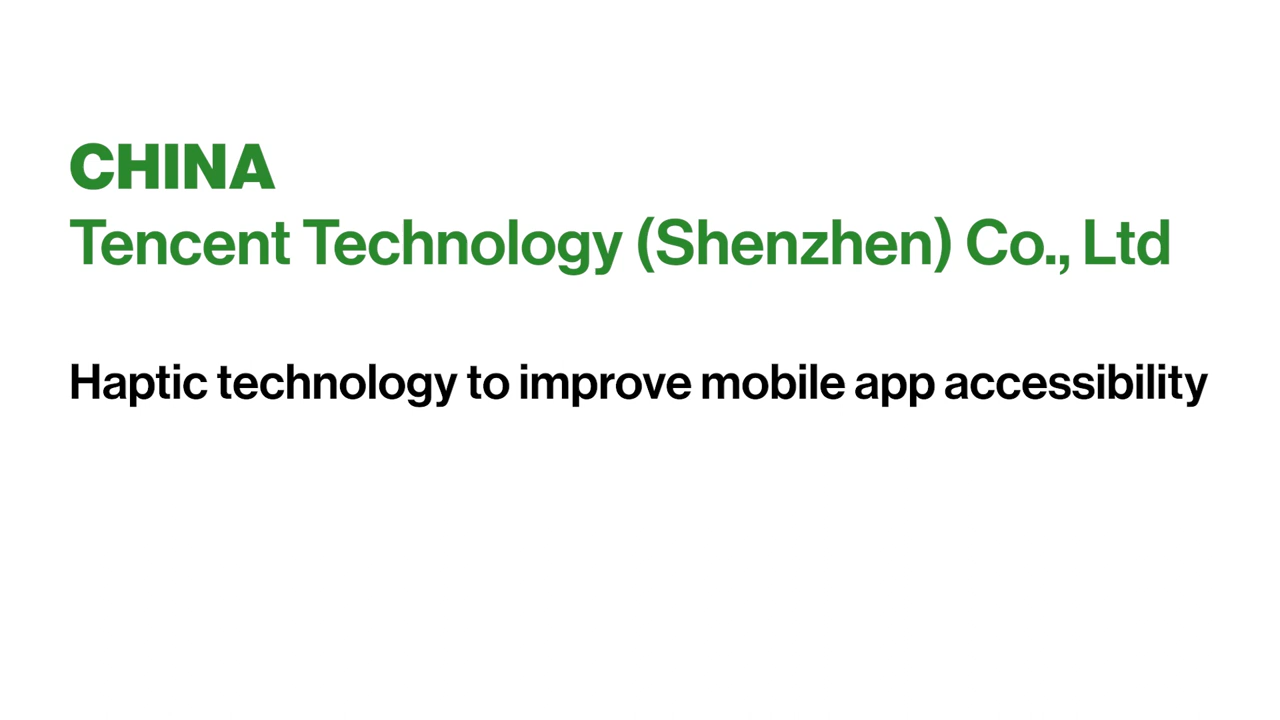 CHINA
Tencent Technology (Shenzhen) Co., Ltd
Haptic technology to improve mobile app accessibility